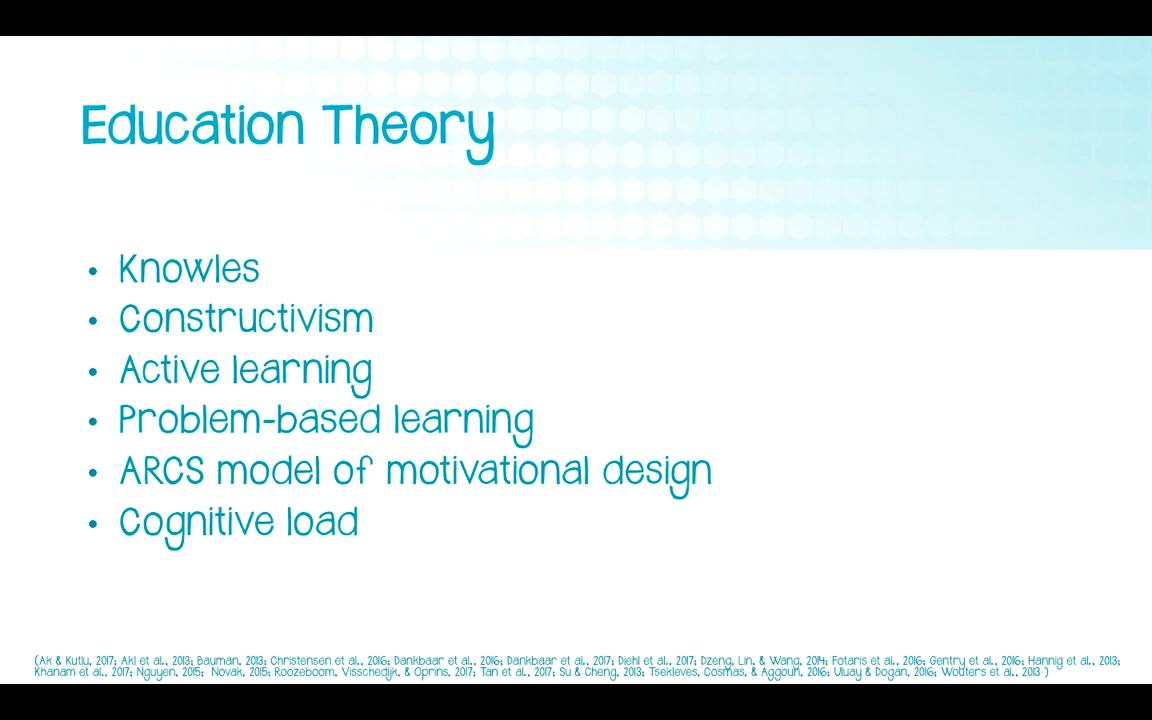 Education Theory
• Knowles
• Constructivism
• Active learning
• Problem-based learning
• ARCS model of motivational design
• Cognitive load
(Ak & Kutlu, 2017; Akl et al., 2013; Bauman, 2013; Christensen et al., 2016; Dankbaar et al., 2016; Dankbaar et al., 2017; Diehl et al., 2017; Dzeng, Lin, & Wang, 2014; Fotaris et al., 2016; Gentry et al., 2016; Hannig et al., 2013;
Khanam et al., 2017; Nguyen, 2015; Novak, 2015; Roozeboom, Visschedijk, & Oprins, 2017; Tan et al., 2017; Su & Cheng, 2013; Tsekleves, Cosmas, & Aggoun, 2016; Uluay & Dogan, 2016; Wouters et al., 2013 )